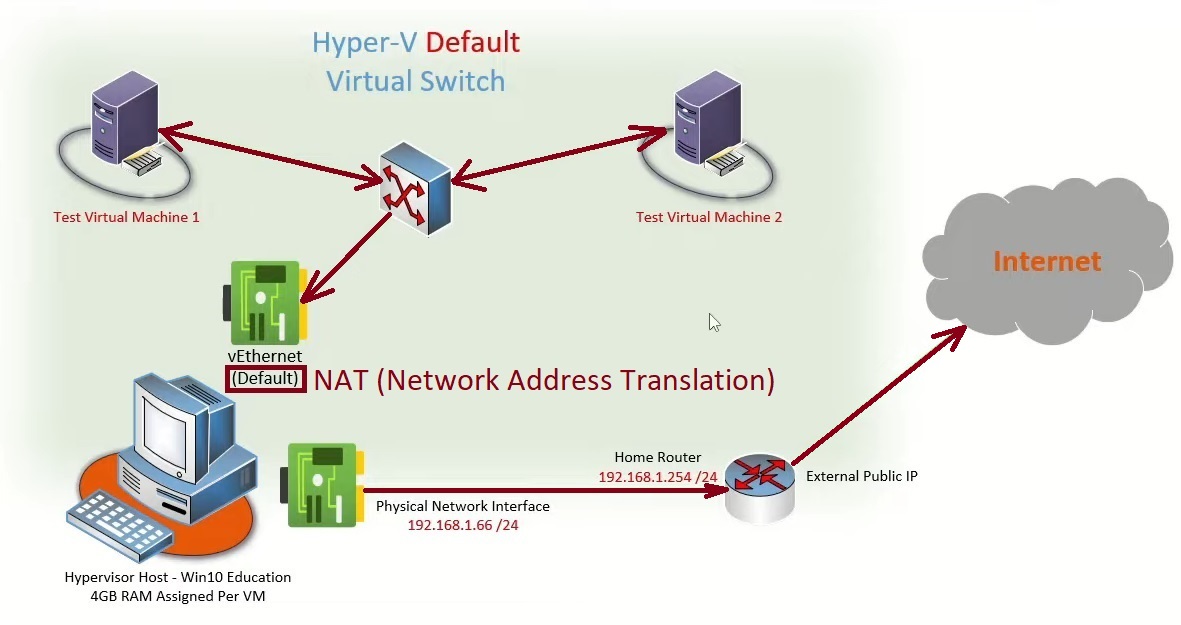 Hyper-V Default
Virtual Switch
Test Virtual Machine 1
Test Virtual Machine 2
Internet
vEthernet
(Default)
NAT (Network Address Translation)
Home Router
192.168.1.254 /24
External Public IP
Physical Network Interface
192.168.1.66 /24
Hypervisor Host - Win10 Education
4GB RAM Assigned Per VM